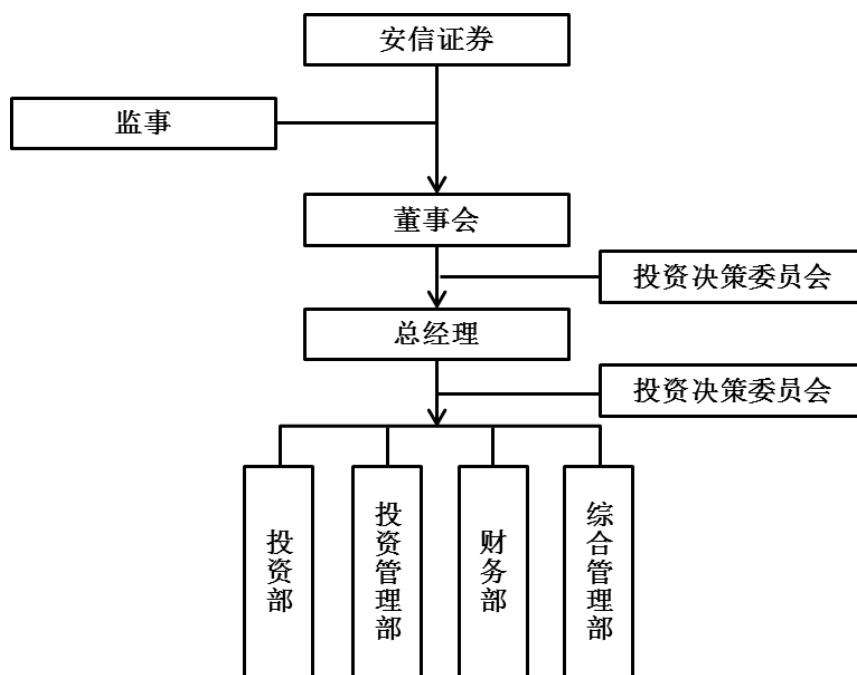 安信证券
监事
董事会
投资决策委员会
总经理
投资决策委员会
投资部
投资管理部
财务部
综合管理部